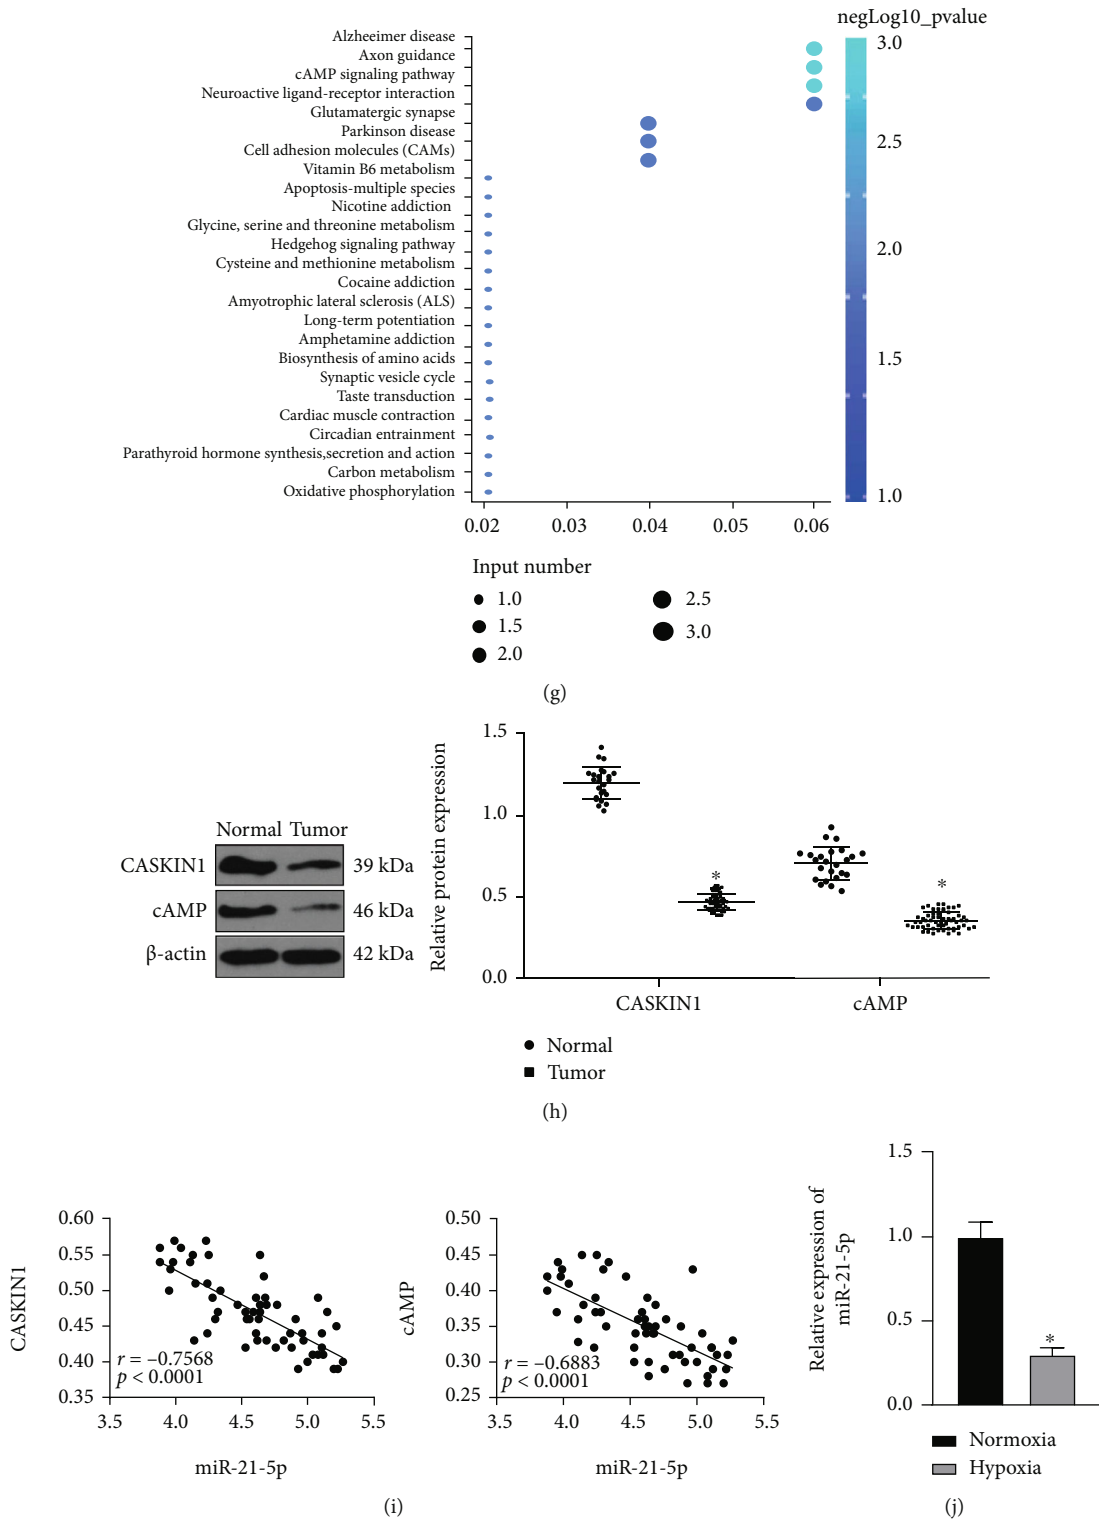 negLog10_pvalue
Alzheeimer disease
Axon guidance
cAMP signaling pathway
Neuroactive ligand-receptor interaction
Glutamatergic synapse
Parkinson disease
Cell adhesion molecules (CAMs)
Vitamin B6 metabolism
Apoptosis-multiple species
Nicotine addiction
Glycine, serine and threonine metabolism
Hedgehog signaling pathway
Cysteine and methionine metabolism
Cocaine addiction
Amyotrophic lateral sclerosis (ALS)
Long-term potentiation
Amphetamine addiction
Biosynthesis of amino acids
Synaptic vesicle cycle
Taste transduction
Cardiac muscle contraction
Circadian entrainment
Parathyroid hormone synthesis,secretion and action
Carbon metabolism
Oxidative phosphorylation
3.0
2.5
2.0
1.5
1.0
0.02 0.03 0.04 0.05 0.06
Input number
1.0 2.5
1.5 3.0
2.0
(g)
Normal Tumor
CASKIN1 39 kDa
cAMP 46 kDa
β-actin 42 kDa
Relative protein expression
1.5
1.0
0.5
0.0
*
*
CASKIN1 cAMP
Normal
Tumor
(h)
CASKIN1
0.60
0.55
0.50
0.45
0.40
0.35
r = −0.7568
p < 0.0001
3.5 4.0 4.5 5.0 5.5
miR-21-5p
cAMP
0.50
0.45
0.40
0.35
0.30
0.25
r = −0.6883
p < 0.0001
3.5 4.0 4.5 5.0 5.5
miR-21-5p
(i)
Relative expression of
miR-21-5p
1.5
1.0
0.5
0.0
*
Normoxia
Hypoxia
(j)